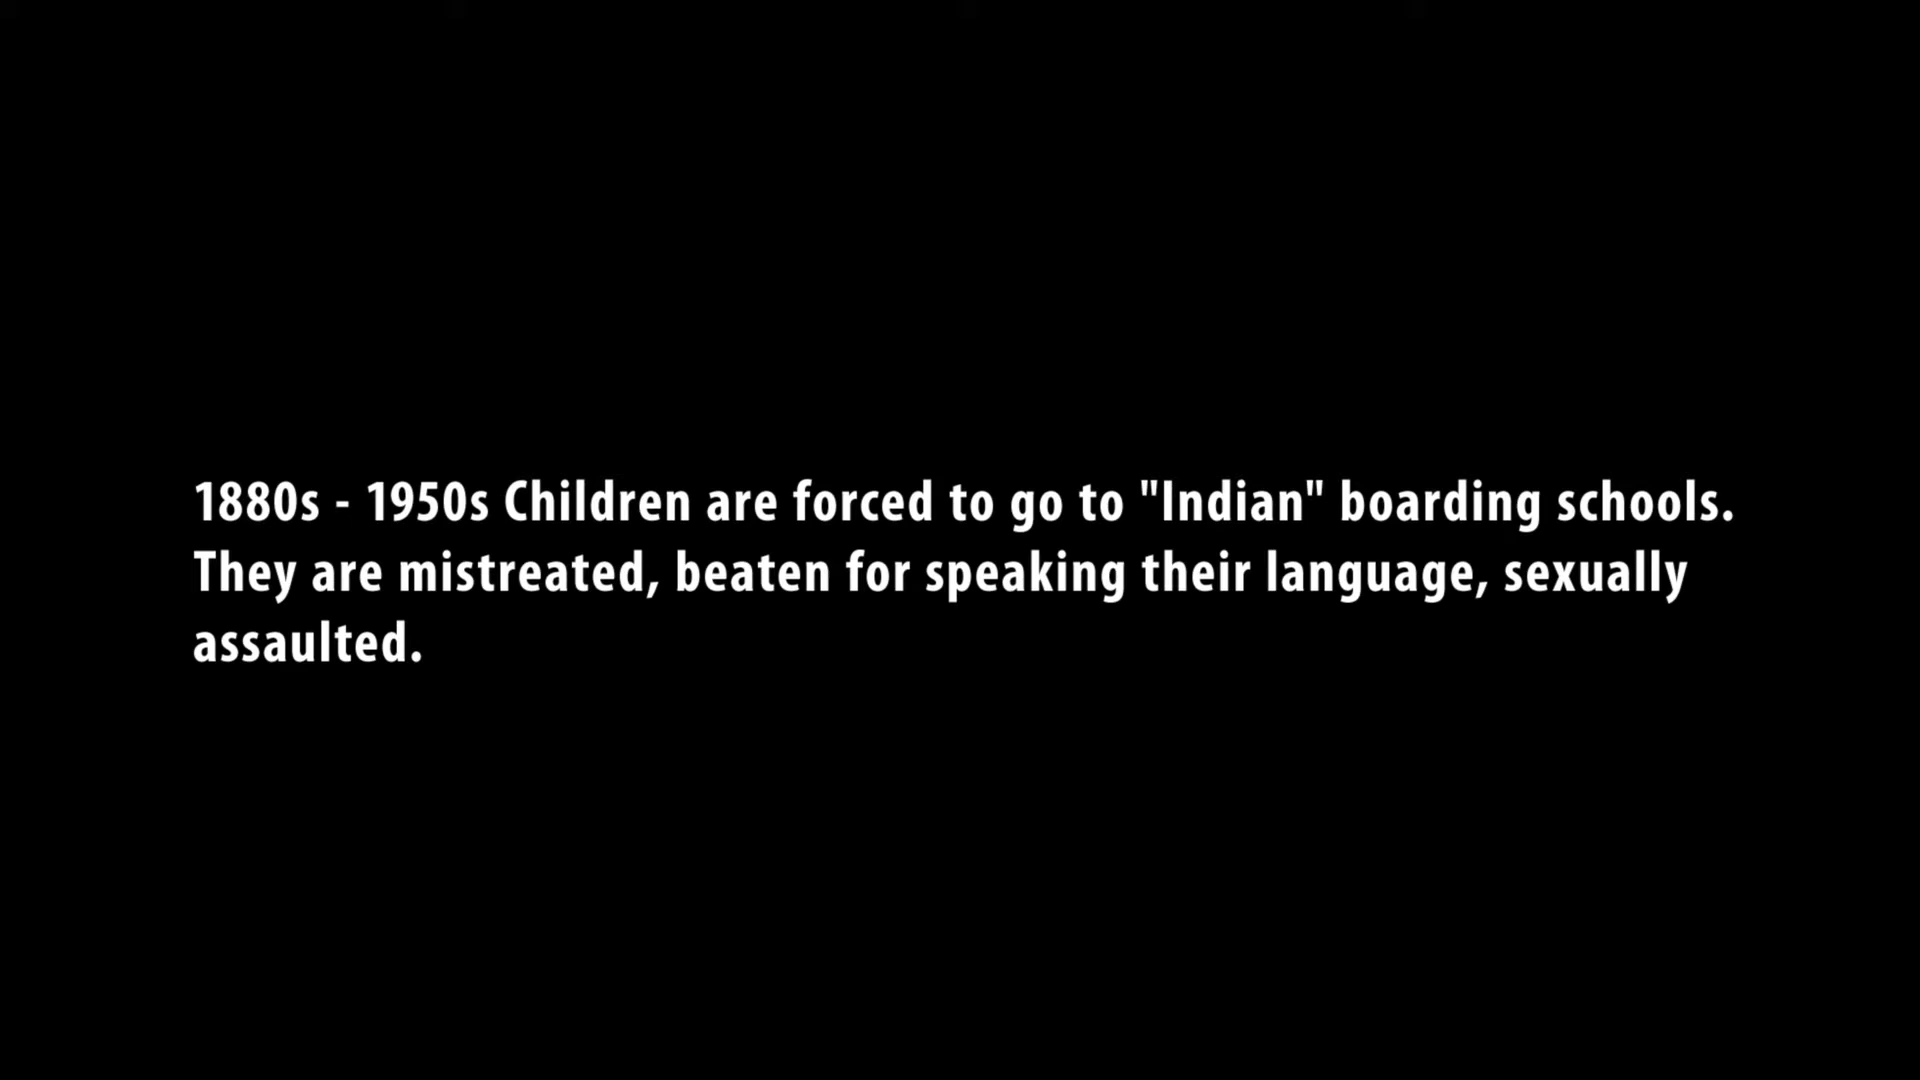 1880s - 1950s Children are forced to go to "Indian" boarding schools.
They are mistreated, beaten for speaking their language, sexually
assaulted.